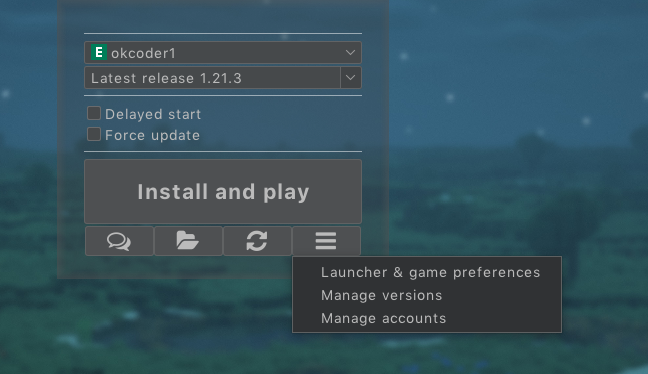 E okcoder1
Latest release 1.21.3
Delayed start
Force update
Install and play
Launcher & game preferences
Manage versions
Manage accounts